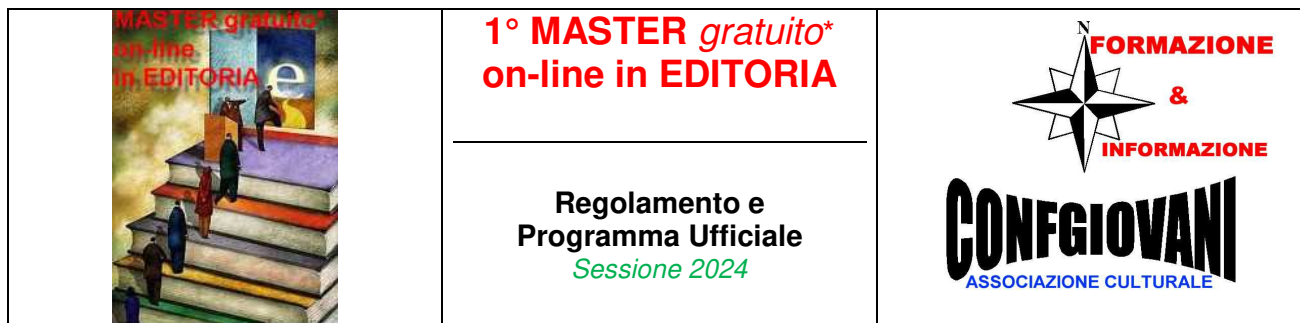 MASTER gratuito*
on-line
in EDITORIA
e
1° MASTER gratuito*
on-line in EDITORIA
Regolamento e
Programma Ufficiale
Sessione 2024
N
FORMAZIONE
&
INFORMAZIONE
CONFGIOVANI
ASSOCIAZIONE CULTURALE